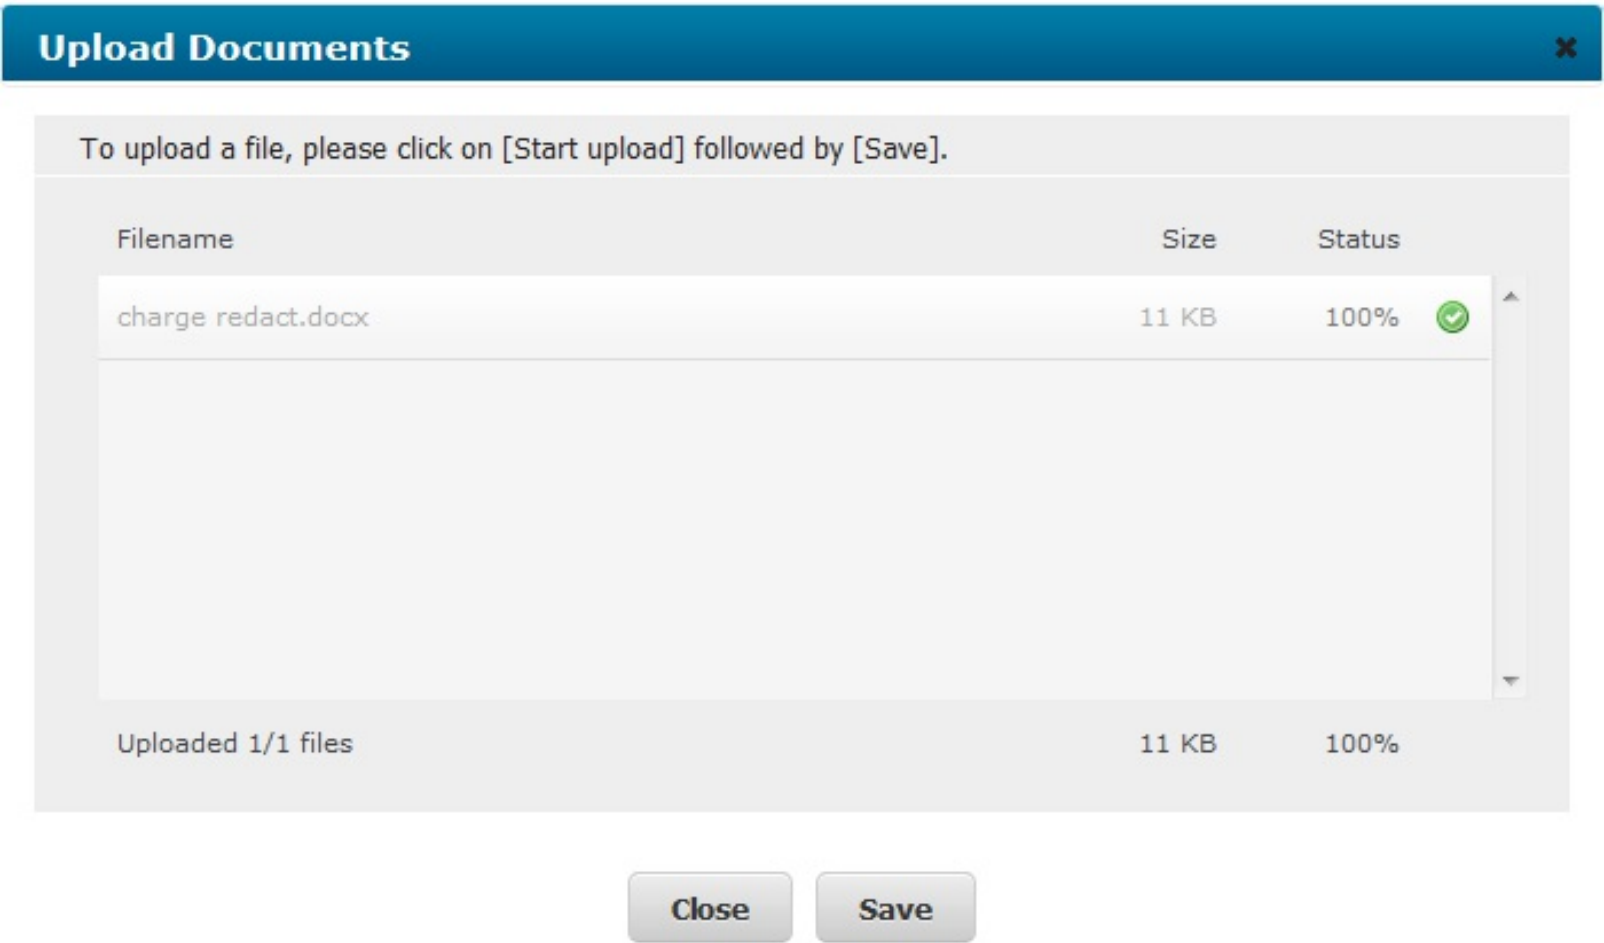 Upload Documents
To upload a file, please click on [Start upload] followed by [Save].
Filename Size Status
charge redact.docx 11 KB 100%
Uploaded 1/1 files 11 KB 100%
Close Save